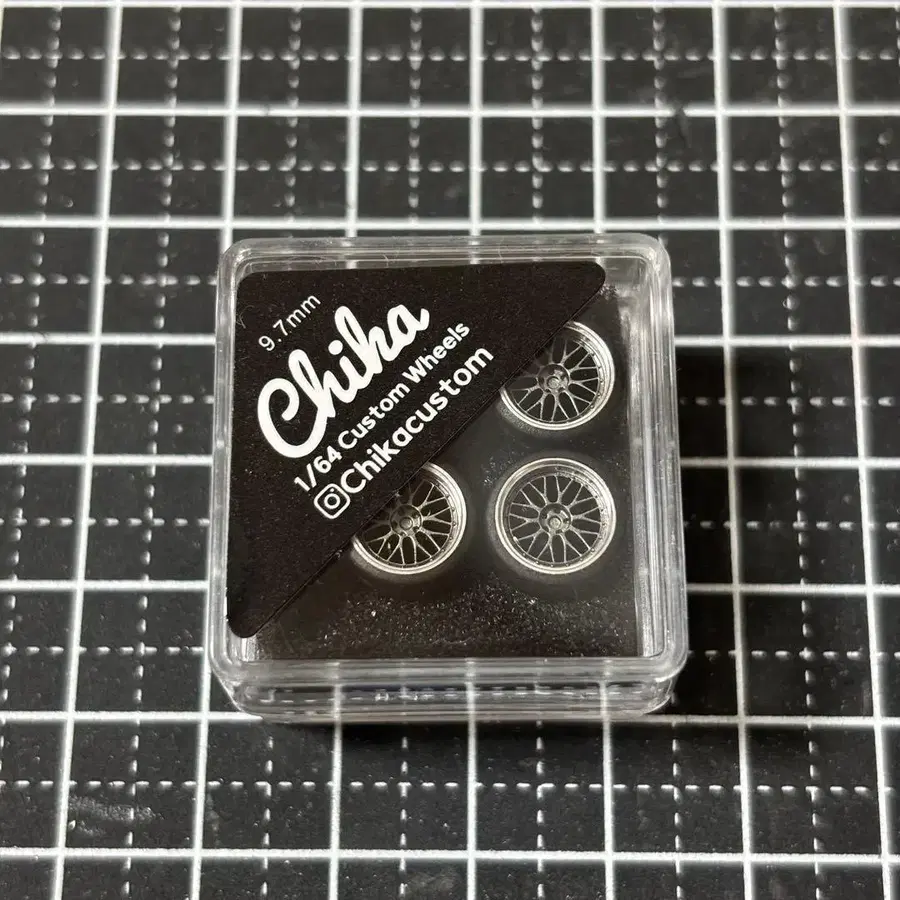 9.7mm
Chika
1/64 Custom Wheels
Chikacustom